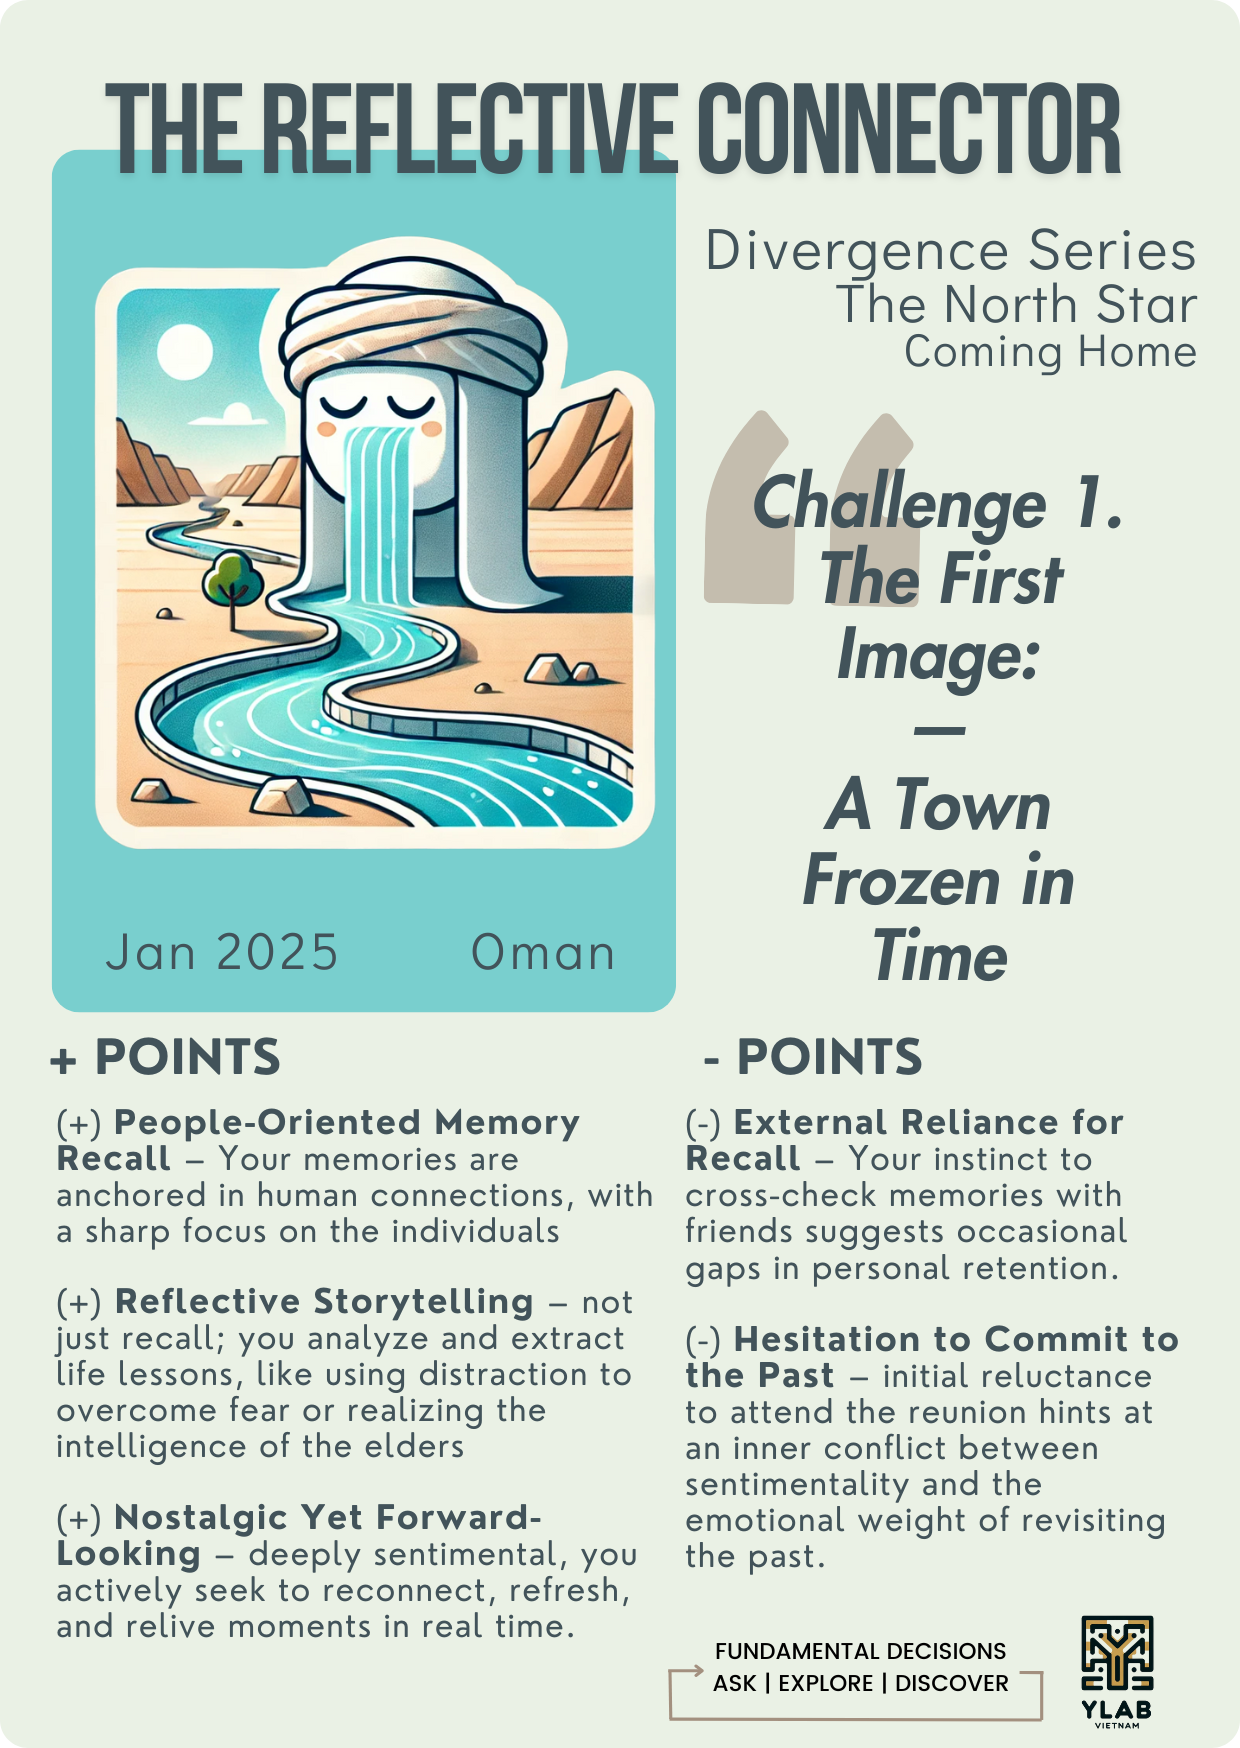 THE REFLECTIVE CONNECTOR
Divergence Series
The North Star
Coming Home
Challenge 1.
The First
Image:
—
A Town
Frozen in
Time
Jan 2025 Oman
+ POINTS
(+) People-Oriented Memory
Recall – Your memories are
anchored in human connections, with
a sharp focus on the individuals
(+) Reflective Storytelling – not
just recall; you analyze and extract
life lessons, like using distraction to
overcome fear or realizing the
intelligence of the elders
(+) Nostalgic Yet Forward-
Looking – deeply sentimental, you
actively seek to reconnect, refresh,
and relive moments in real time.
- POINTS
(-) External Reliance for
Recall – Your instinct to
cross-check memories with
friends suggests occasional
gaps in personal retention.
(-) Hesitation to Commit to
the Past – initial reluctance
to attend the reunion hints at
an inner conflict between
sentimentality and the
emotional weight of revisiting
the past.
FUNDAMENTAL DECISIONS
ASK | EXPLORE | DISCOVER
YLAB
VIETNAM